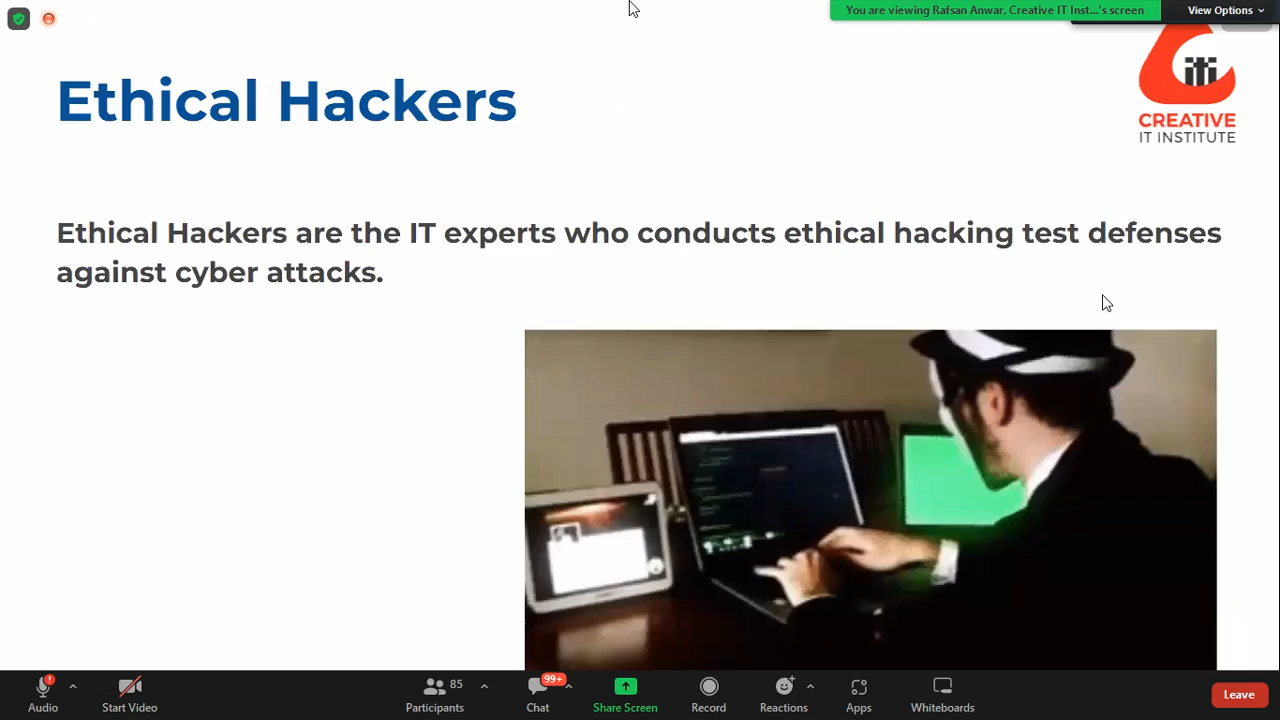 You are viewing Rafsan Anwar, Creative IT Inst...'s screen
View Options
Ethical Hackers
CREATIVE
IT INSTITUTE
Ethical Hackers are the IT experts who conducts ethical hacking test defenses
against cyber attacks.
85
99+
Audio
Start Video
Participants
Chat
Share Screen
Record
Reactions
Apps
Whiteboards
Leave